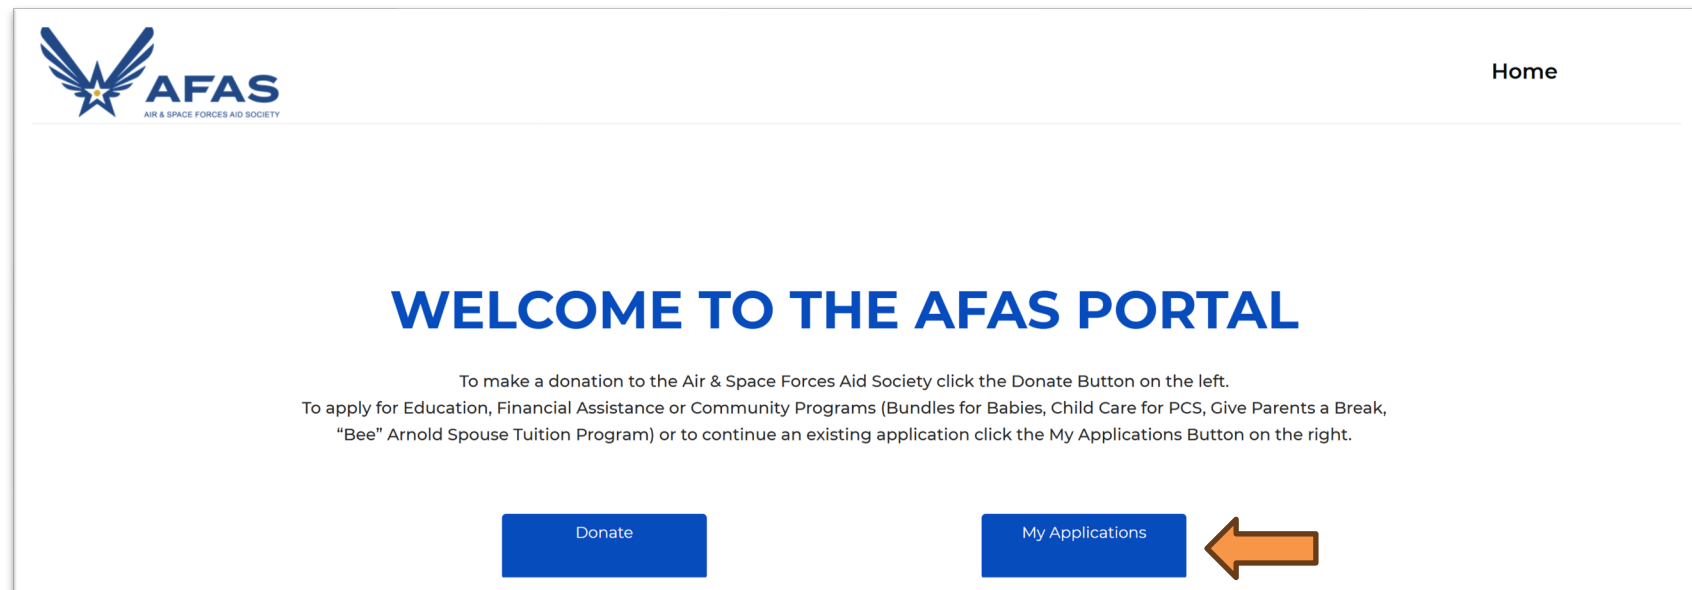 AFAS
AIR & SPACE FORCES AID SOCIETY
Home
WELCOME TO THE AFAS PORTAL
To make a donation to the Air & Space Forces Aid Society click the Donate Button on the left.
To apply for Education, Financial Assistance or Community Programs (Bundles for Babies, Child Care for PCS, Give Parents a Break,
“Bee” Arnold Spouse Tuition Program) or to continue an existing application click the My Applications Button on the right.
Donate
My Applications